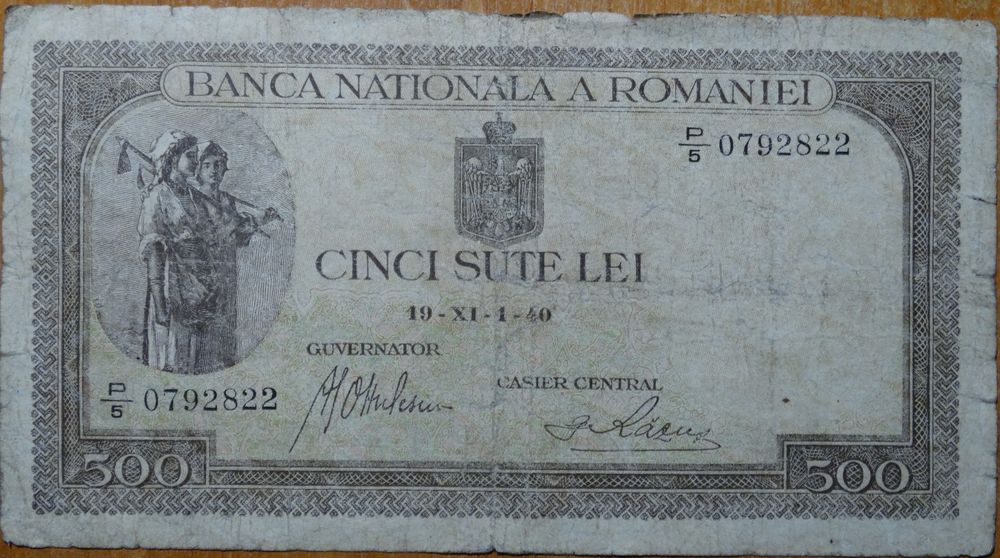 BANCA NATIONALA A ROMANIEI
P/5 0792822
CINCI SUTE LEI
19-XI-1-40
GUVERNATOR
CASIER CENTRAL
P/5 0792822
500
500